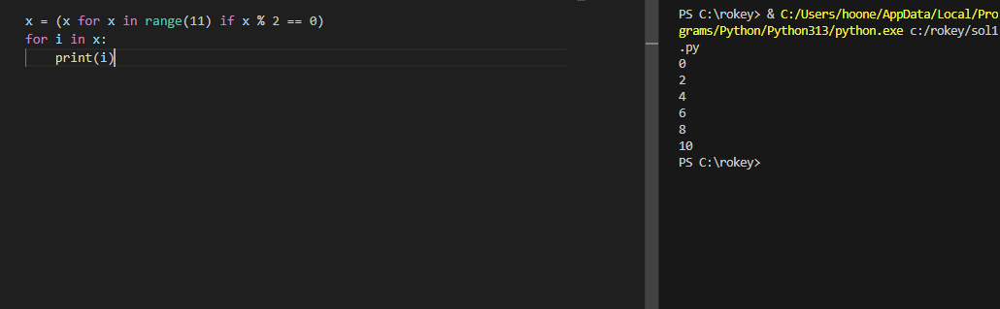 x = (x for x in range(11) if x % 2 == 0)
for i in x:
    print(i)
PS C:\rokey> & C:/Users/hoone/AppData/Local/Pro
grams/Python/Python313/python.exe c:/rokey/sol1
.py
0
2
4
6
8
10
PS C:\rokey>